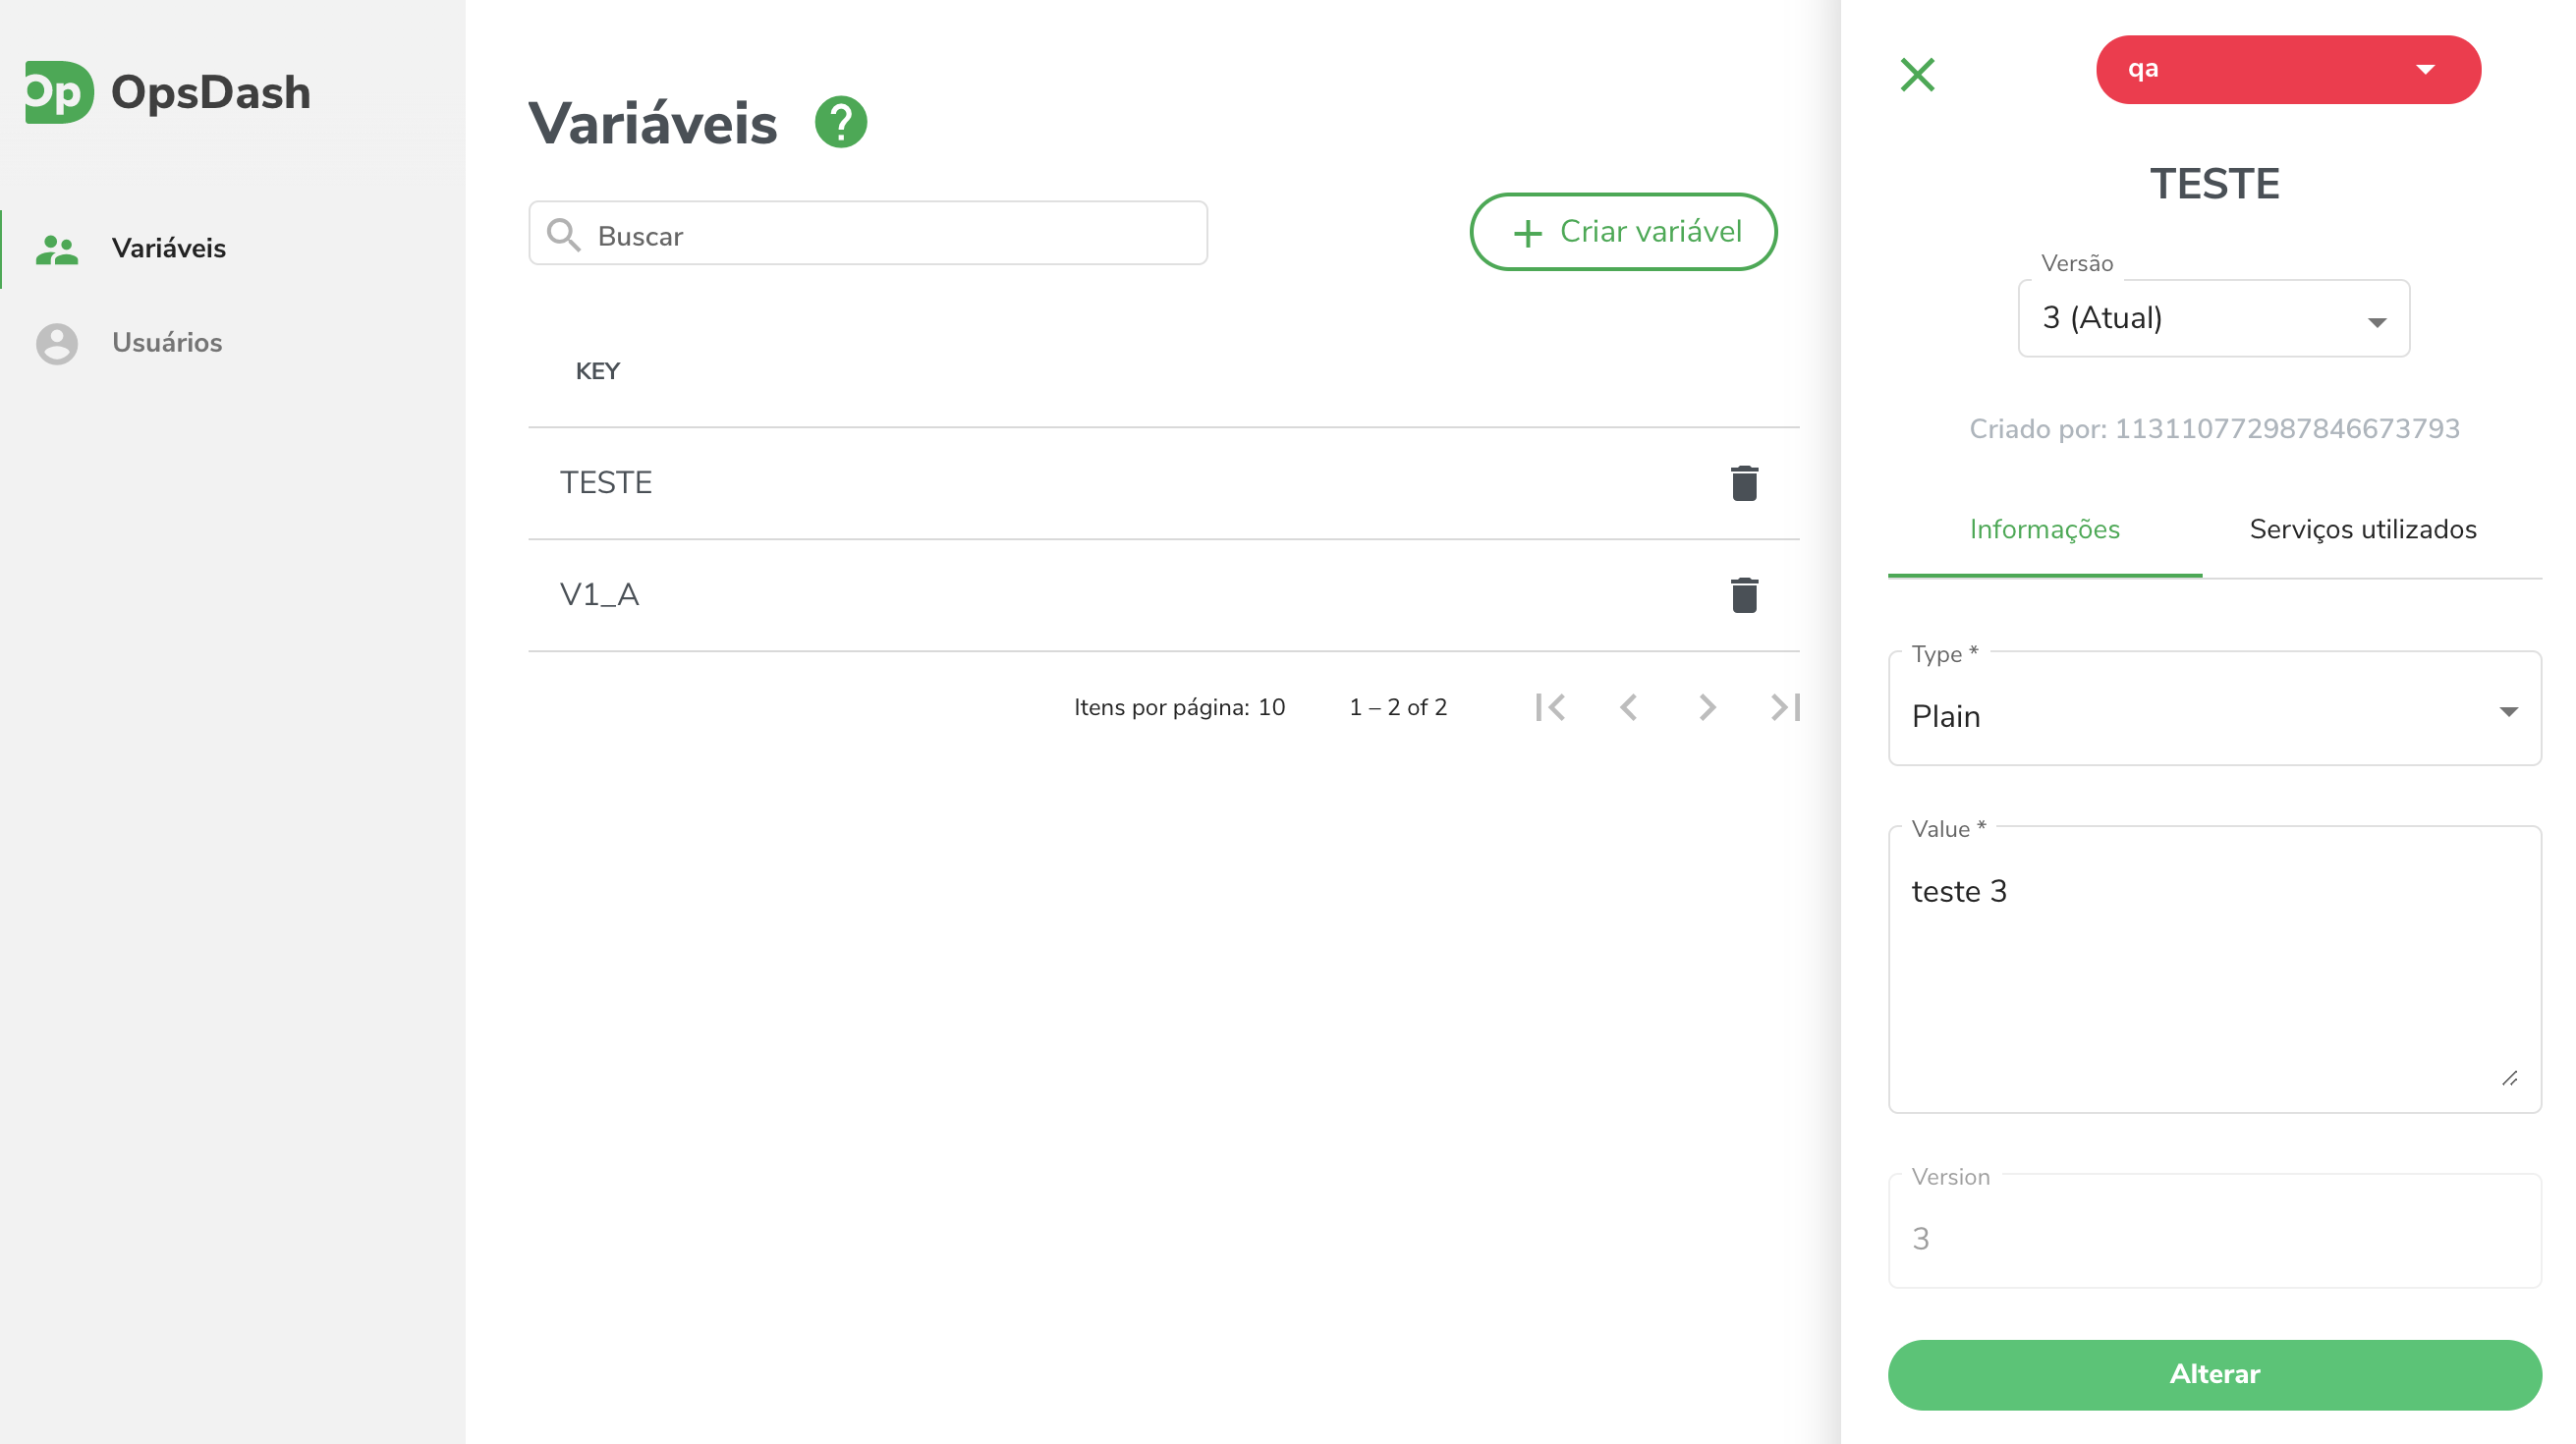 Op OpsDash
Variáveis
Usuários
Variáveis ?
Buscar
+ Criar variável
KEY
TESTE
V1_A
Itens por página: 10 1 – 2 of 2
qa
TESTE
Versão
3 (Atual)
Criado por: 113110772987846673793
Informações Serviços utilizados
Type *
Plain
Value *
teste 3
Version
3
Alterar